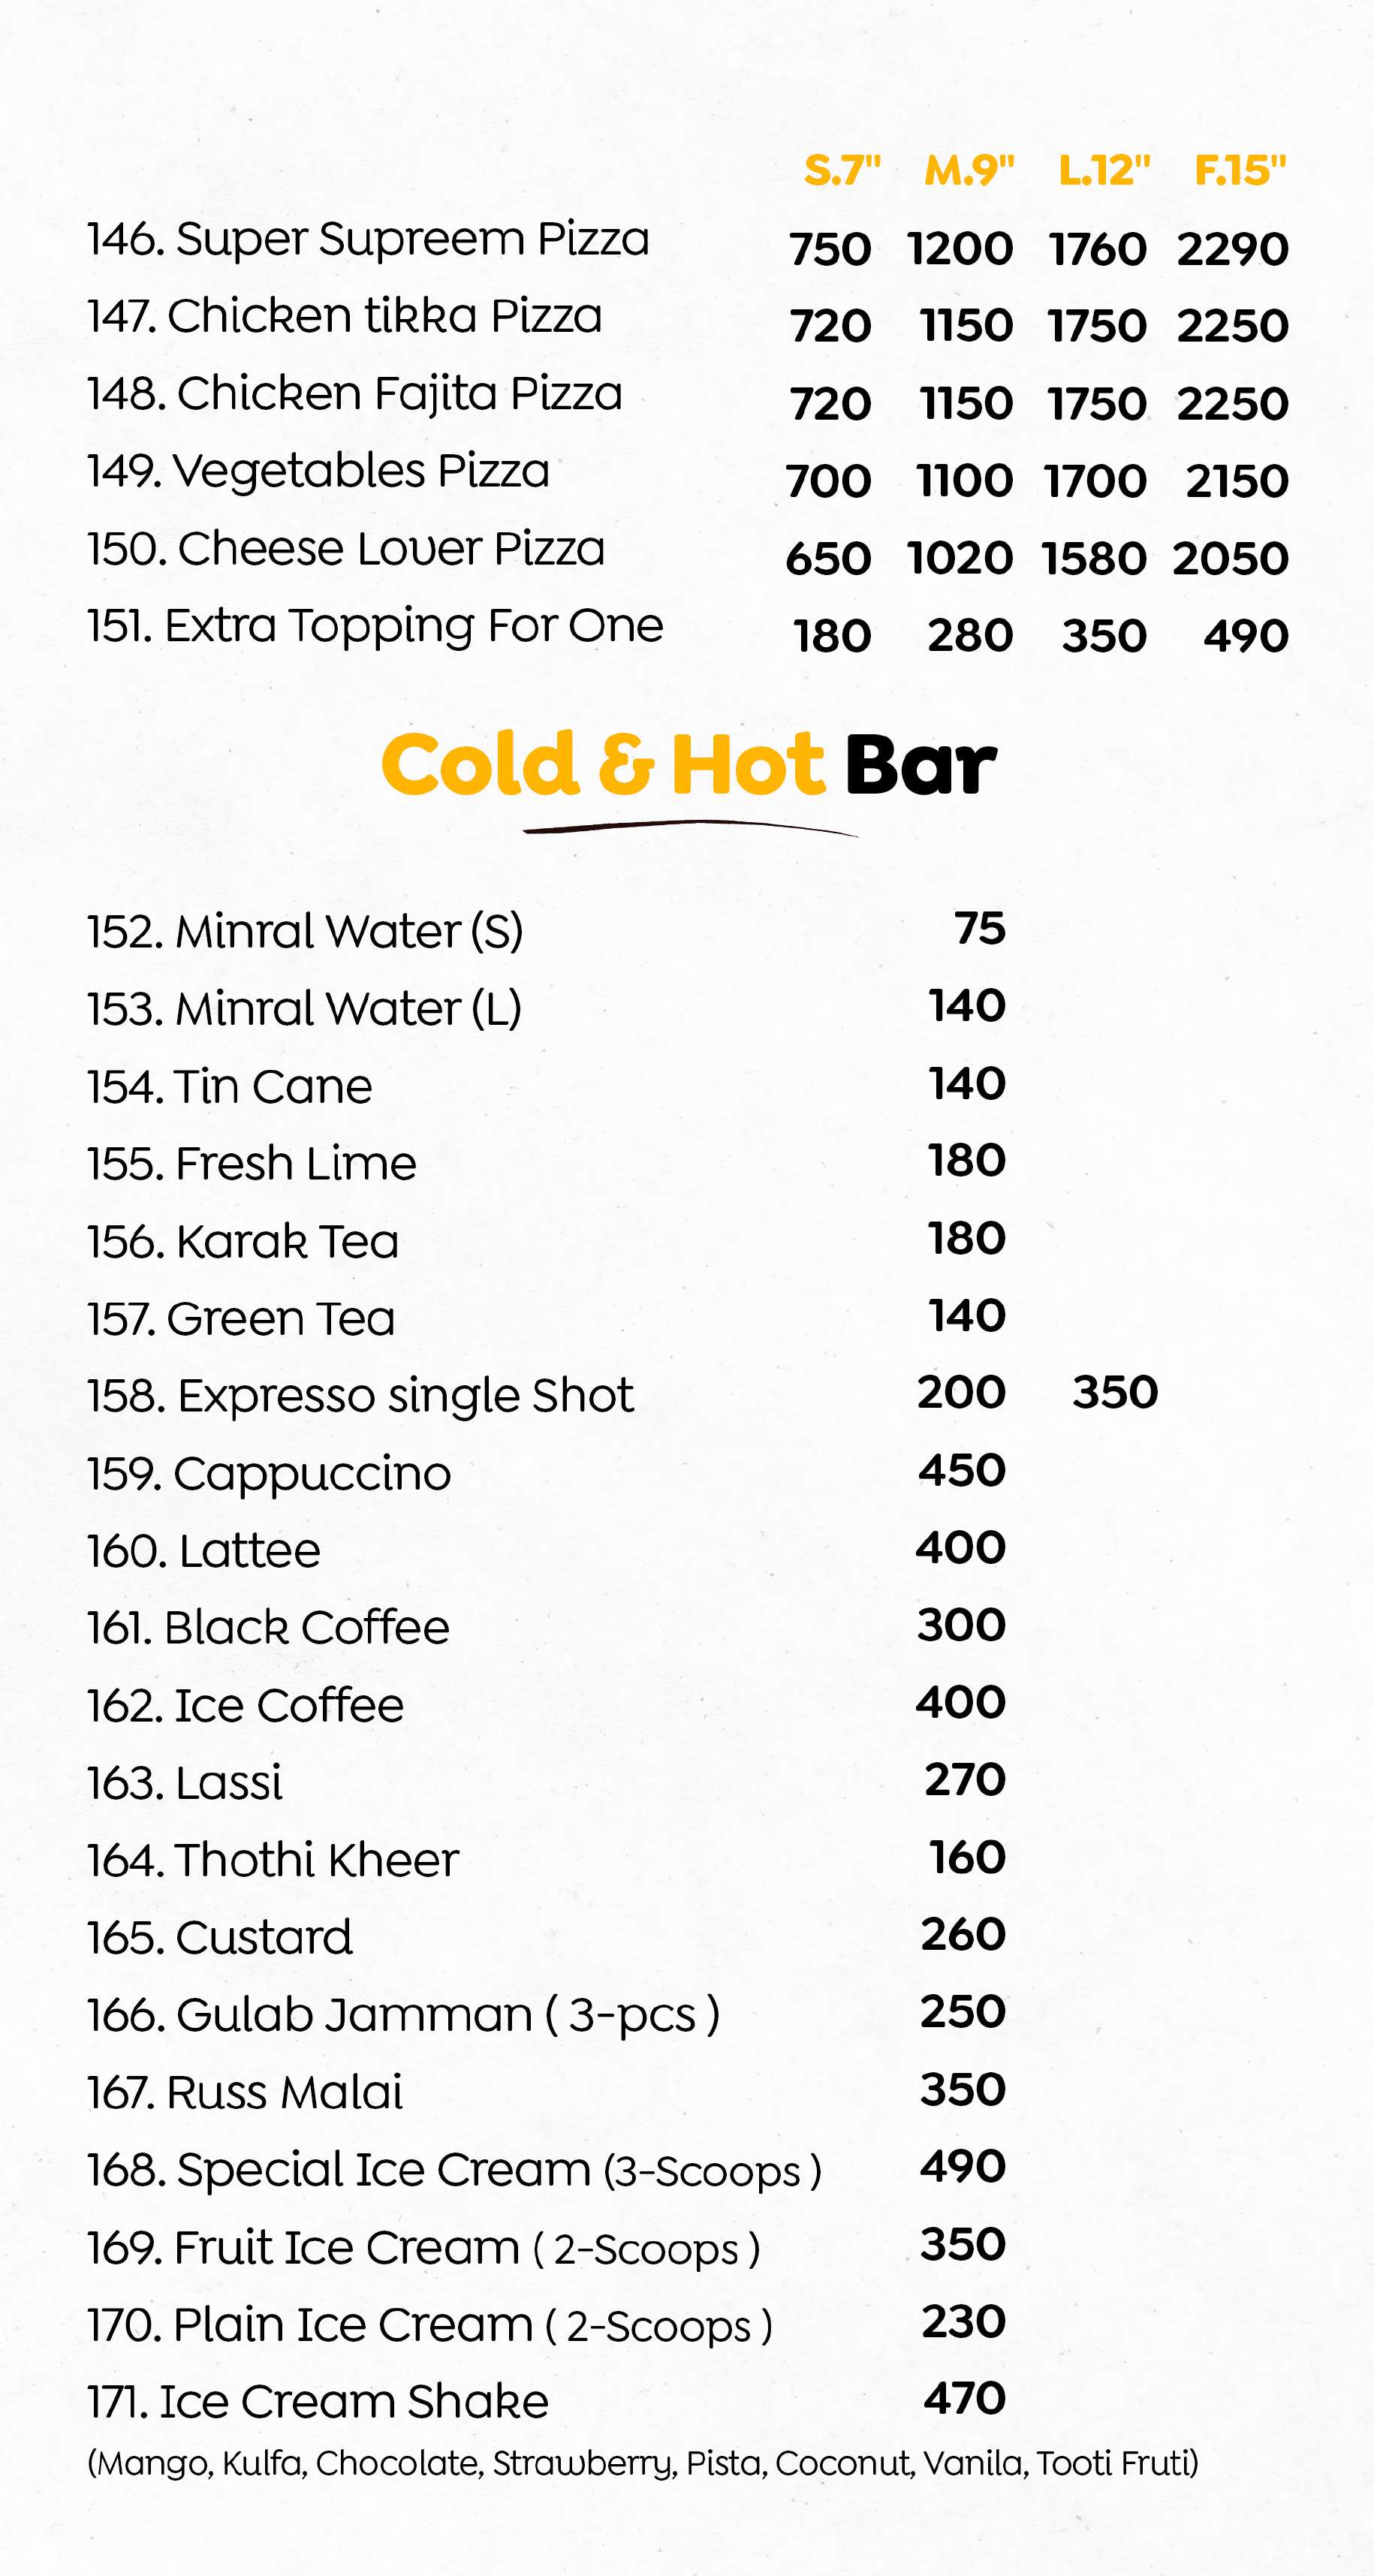 S.7" M.9" L.12" F.15"
146. Super Supreem Pizza 750 1200 1760 2290
147. Chicken tikka Pizza 720 1150 1750 2250
148. Chicken Fajita Pizza 720 1150 1750 2250
149. Vegetables Pizza 700 1100 1700 2150
150. Cheese Lover Pizza 650 1020 1580 2050
151. Extra Topping For One 180 280 350 490
Cold & Hot Bar
152. Minral Water (S) 75
153. Minral Water (L) 140
154. Tin Cane 140
155. Fresh Lime 180
156. Karak Tea 180
157. Green Tea 140
158. Expresso single Shot 200 350
159. Cappuccino 450
160. Lattee 400
161. Black Coffee 300
162. Ice Coffee 400
163. Lassi 270
164. Thothi Kheer 160
165. Custard 260
166. Gulab Jamman ( 3-pcs ) 250
167. Russ Malai 350
168. Special Ice Cream (3-Scoops ) 490
169. Fruit Ice Cream ( 2-Scoops ) 350
170. Plain Ice Cream ( 2-Scoops ) 230
171. Ice Cream Shake 470
(Mango, Kulfa, Chocolate, Strawberry, Pista, Coconut, Vanila, Tooti Fruti)